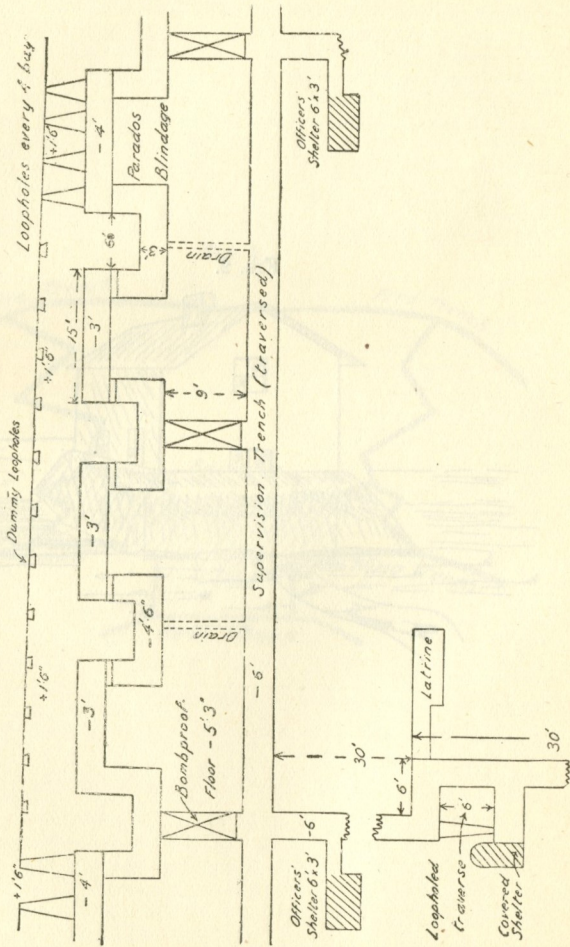 Dummy Loopholes
Loopholes every 4th bay
+1'6"
+1'6"
+1'6"
+1'6"
-4'
-3'
-3'
15'
-3'
-4'
6'
3'
-4'6"
Parados
Blindage
Bombproof.
Floor - 5'3"
Drain
9'
Drain
-6'
Supervision Trench (traversed)
Officers'
Shelter 6'x3'
-6'
30'
6'
Latrine
30'
Officers'
Shelter 6'x3'
Loopholed
traverse
6'
Covered
Shelter